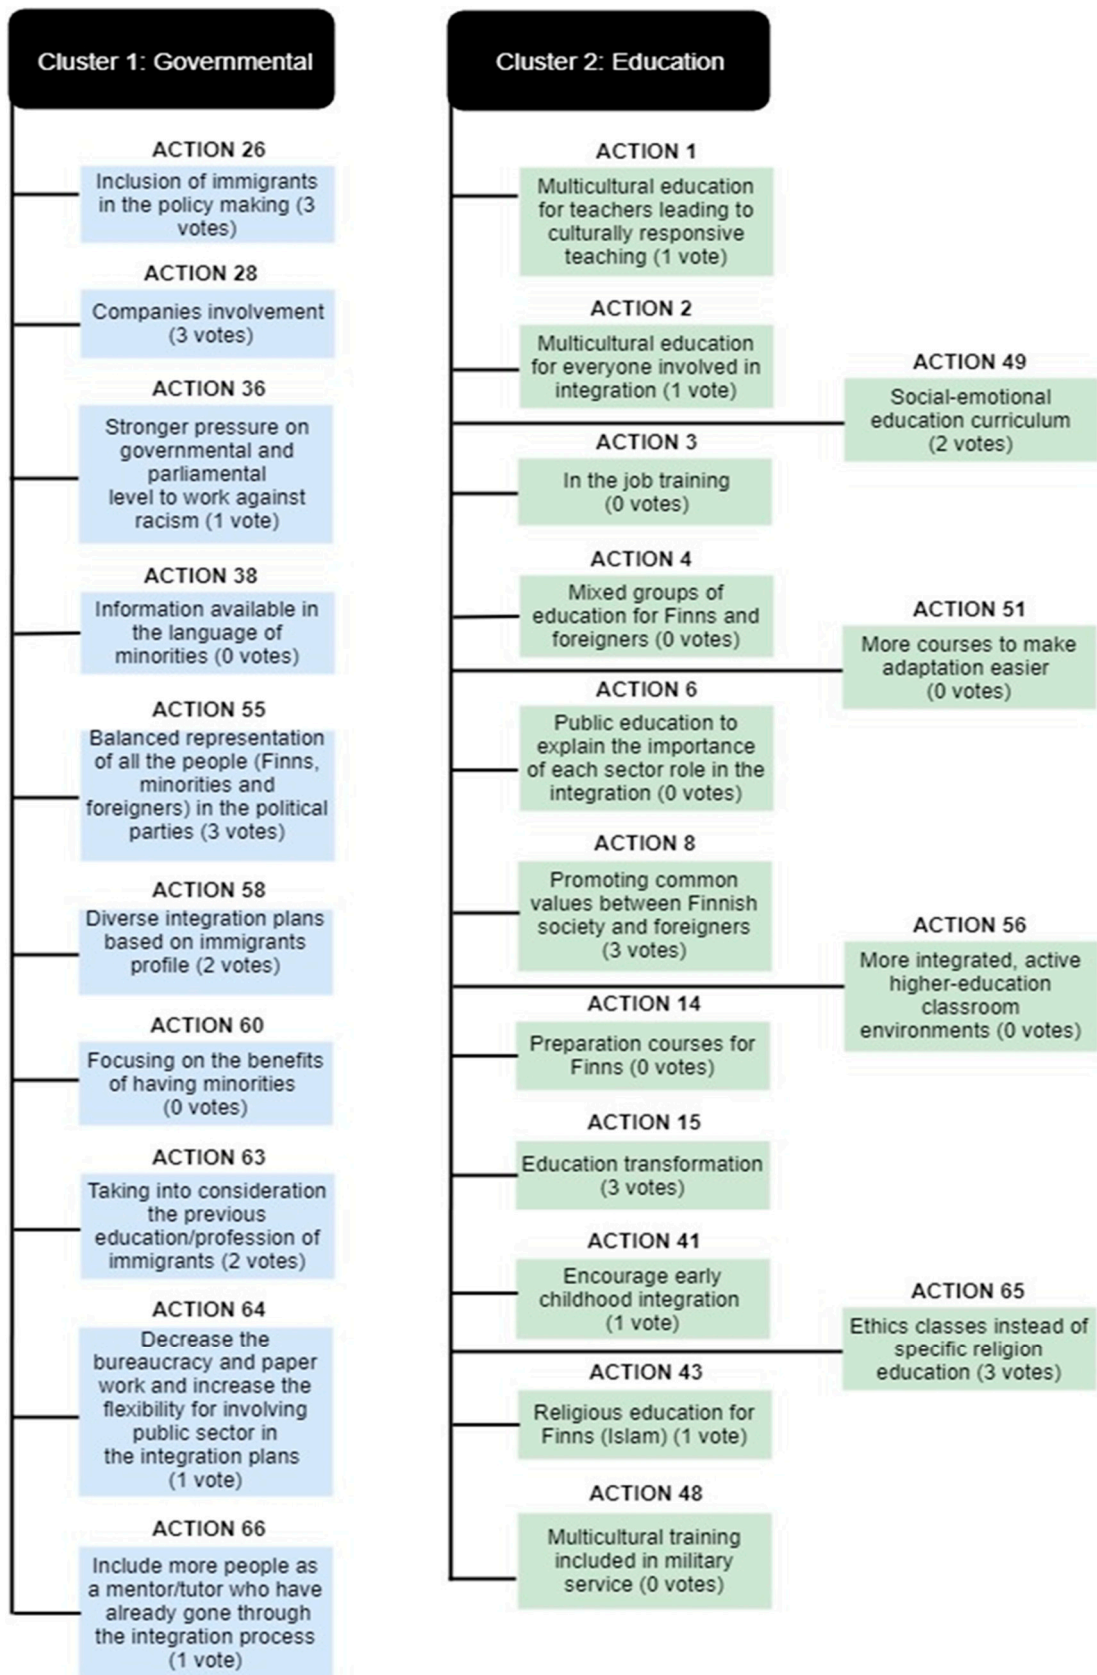 Cluster 1: Governmental
ACTION 26
Inclusion of immigrants
in the policy making (3
votes)
ACTION 28
Companies involvement
(3 votes)
ACTION 36
Stronger pressure on
governmental and
parliamental
level to work against
racism (1 vote)
ACTION 38
Information available in
the language of
minorities (0 votes)
ACTION 55
Balanced representation
of all the people (Finns,
minorities and
foreigners) in the political
parties (3 votes)
ACTION 58
Diverse integration plans
based on immigrants
profile (2 votes)
ACTION 60
Focusing on the benefits
of having minorities
(0 votes)
ACTION 63
Taking into consideration
the previous
education/profession of
immigrants (2 votes)
ACTION 64
Decrease the
bureaucracy and paper
work and increase the
flexibility for involving
public sector in
the integration plans
(1 vote)
ACTION 66
Include more people as
a mentor/tutor who have
already gone through
the integration process
(1 vote)
Cluster 2: Education
ACTION 1
Multicultural education
for teachers leading to
culturally responsive
teaching (1 vote)
ACTION 2
Multicultural education
for everyone involved in
integration (1 vote)
ACTION 3
In the job training
(0 votes)
ACTION 4
Mixed groups of
education for Finns and
foreigners (0 votes)
ACTION 6
Public education to
explain the importance
of each sector role in the
integration (0 votes)
ACTION 8
Promoting common
values between Finnish
society and foreigners
(3 votes)
ACTION 14
Preparation courses for
Finns (0 votes)
ACTION 15
Education transformation
(3 votes)
ACTION 41
Encourage early
childhood integration
(1 vote)
ACTION 43
Religious education for
Finns (Islam) (1 vote)
ACTION 48
Multicultural training
included in military
service (0 votes)
ACTION 49
Social-emotional
education curriculum
(2 votes)
ACTION 51
More courses to make
adaptation easier
(0 votes)
ACTION 56
More integrated, active
higher-education
classroom
environments (0 votes)
ACTION 65
Ethics classes instead of
specific religion
education (3 votes)